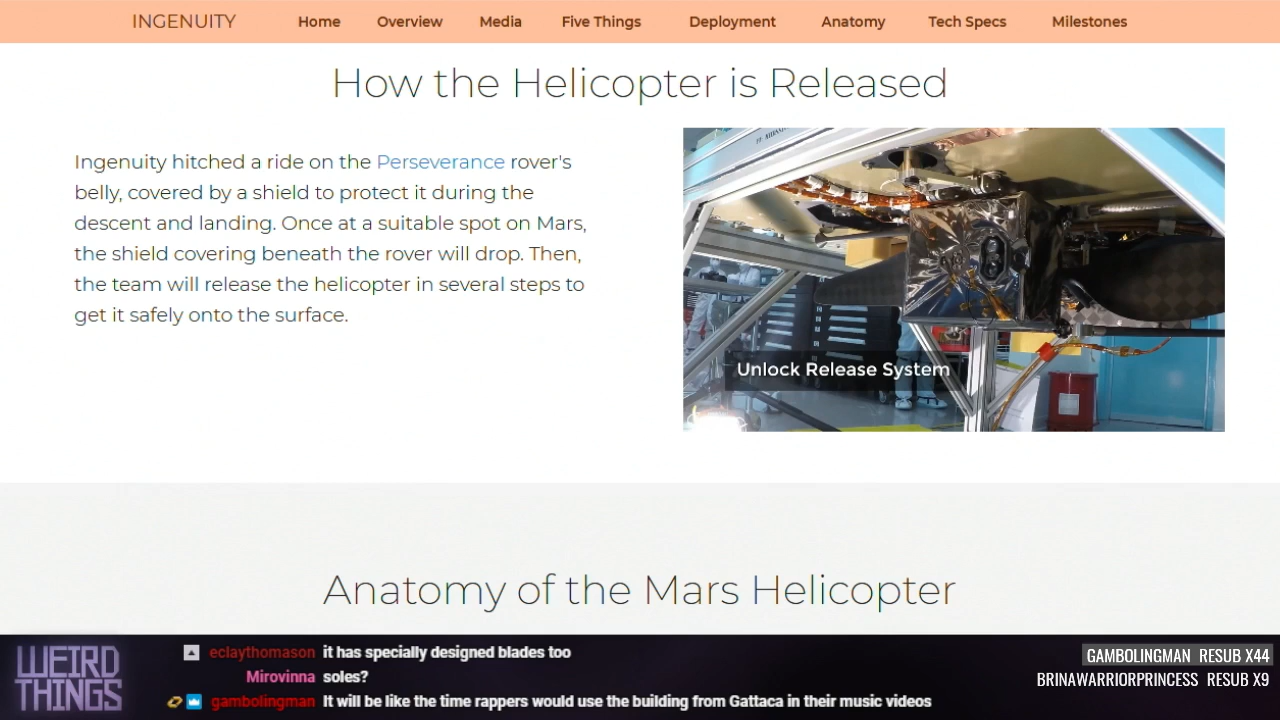 INGENUITY Home Overview Media Five Things Deployment Anatomy Tech Specs Milestones
How the Helicopter is Released
Ingenuity hitched a ride on the Perseverance rover's
belly, covered by a shield to protect it during the
descent and landing. Once at a suitable spot on Mars,
the shield covering beneath the rover will drop. Then,
the team will release the helicopter in several steps to
get it safely onto the surface.
Unlock Release System
Anatomy of the Mars Helicopter
WEIRD
THINGS
eclaythomason it has specially designed blades too
Mirovinna soles?
gambolingman It will be like the time rappers would use the building from Gattaca in their music videos
GAMBOLINGMAN RESUB X44
BRINAWARRIORPRINCESS RESUB X9